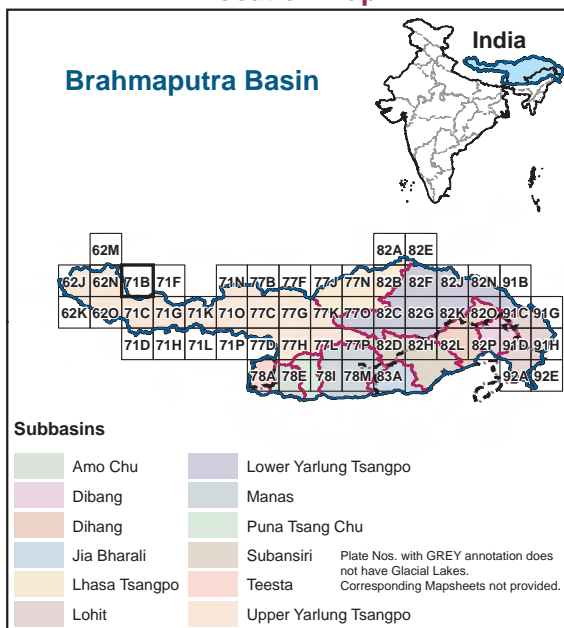 India
Brahmaputra Basin
62M 82A 82E
62J 62N 71B 71F 71N 77B 77F 77J 77N 82B 82F 82J 82N 91B
62K 62O 71C 71G 71K 71O 77C 77G 77K 77O 82C 82G 82K 82O 91C 91G
71D 71H 71L 71P 77D 77H 77L 77P 82D 82H 82L 82P 91D 91H
78A 78E 78I 78M 83A 92A 92E
Subbasins
Amo Chu
Dibang
Dihang
Jia Bharali
Lhasa Tsangpo
Lohit
Lower Yarlung Tsangpo
Manas
Puna Tsang Chu
Subansiri
Teesta
Upper Yarlung Tsangpo
Plate Nos. with GREY annotation does
not have Glacial Lakes.
Corresponding Mapsheets not provided.